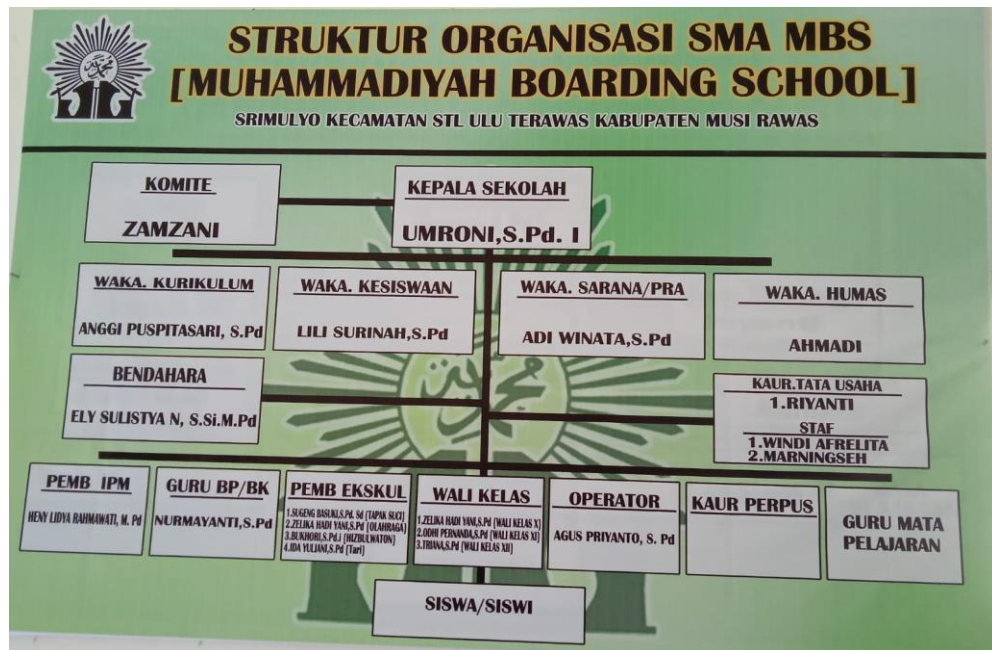 STRUKTUR ORGANISASI SMA MBS
[MUHAMMADIYAH BOARDING SCHOOL]
SRIMULYO KECAMATAN STL ULU TERAWAS KABUPATEN MUSI RAWAS
KOMITE
ZAMZANI
KEPALA SEKOLAH
UMRONI,S.Pd. I
WAKA. KURIKULUM
ANGGI PUSPITASARI, S.Pd
WAKA. KESISWAAN
LILI SURINAH,S.Pd
WAKA. SARANA/PRA
ADI WINATA,S.Pd
WAKA. HUMAS
AHMADI
BENDAHARA
ELY SULISTYA N, S.Si.M.Pd
KAUR.TATA USAHA
1.RIYANTI
STAF
1.WINDI AFRELITA
2.MARNINGSEH
PEMB IPM
HENY LIDYA RAHMAWATI, M. Pd
GURU BP/BK
NURMAYANTI,S.Pd
PEMB EKSKUL
1.SUGENG BASUKI,S.Pd. Sd [TAPAK SUCI]
2.ZELIKA HADI YANI,S.Pd [OLAHRAGA]
3.BUKHORI,S.Pd.i [HIZBULWATON]
4.IDA YULIANI,S.Pd [Tari]
WALI KELAS
1.ZELIKA HADI YANI,S.Pd [WALI KELAS X]
2.ODHI PERNANDA,S.Pd [WALI KELAS XI]
3.TRIANA,S.Pd [WALI KELAS XII]
OPERATOR
AGUS PRIYANTO, S. Pd
KAUR PERPUS
GURU MATA
PELAJARAN
SISWA/SISWI